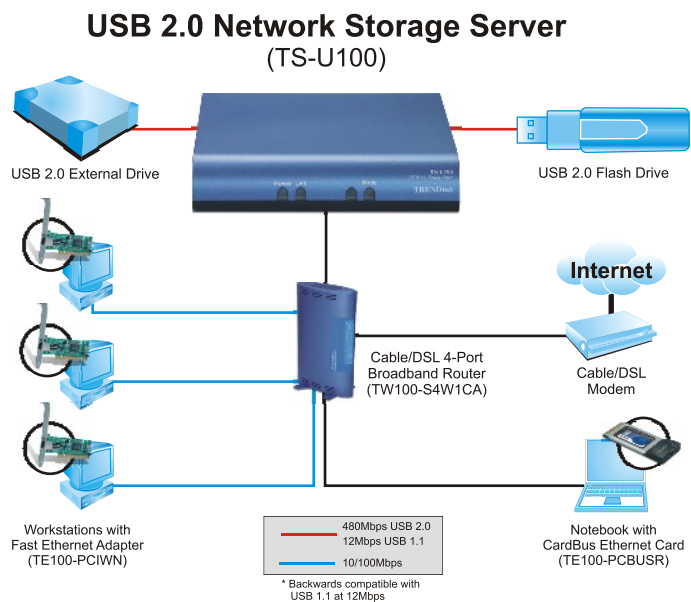 USB 2.0 Network Storage Server
(TS-U100)
USB 2.0 External Drive
USB 2.0 Flash Drive
Power LAN
TRENDnet
Internet
Cable/DSL 4-Port
Broadband Router
(TW100-S4W1CA)
Cable/DSL
Modem
Workstations with
Fast Ethernet Adapter
(TE100-PCIWN)
480Mbps USB 2.0
12Mbps USB 1.1
10/100Mbps
* Backwards compatible with
USB 1.1 at 12Mbps
Notebook with
CardBus Ethernet Card
(TE100-PCBUSR)